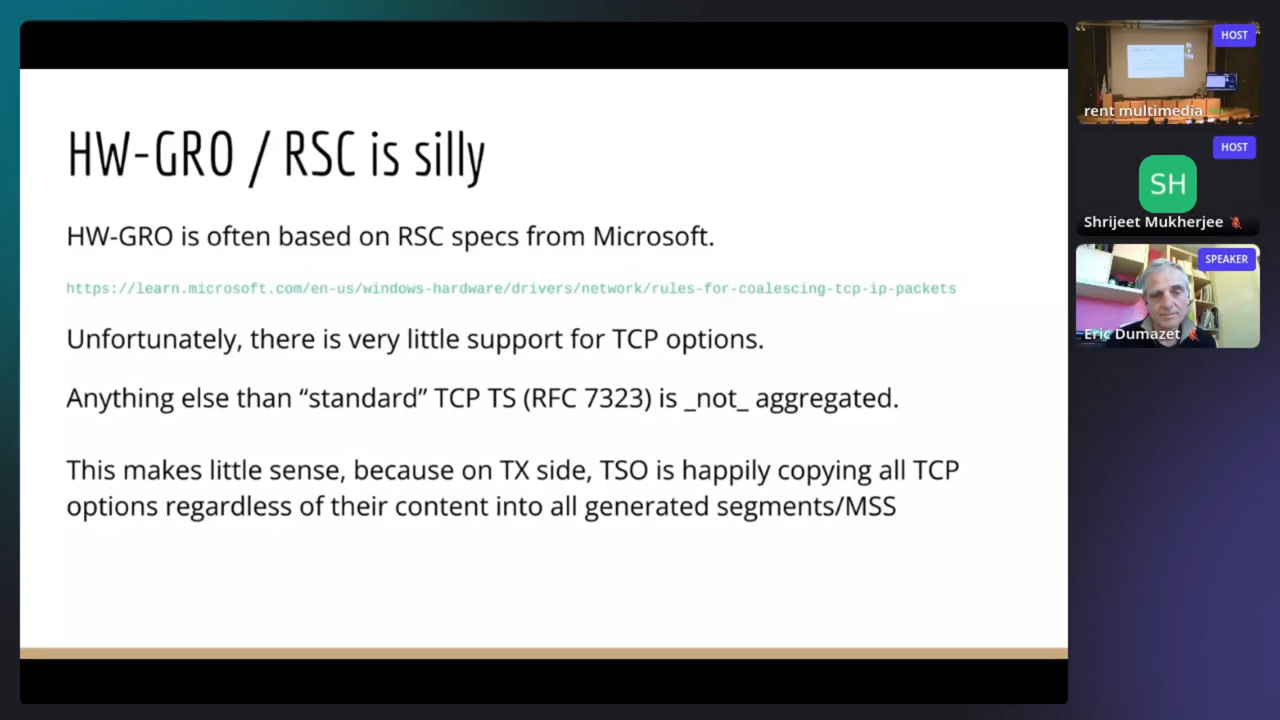 HW-GRO / RSC is silly
HW-GRO is often based on RSC specs from Microsoft.
https://learn.microsoft.com/en-us/windows-hardware/drivers/network/rules-for-coalescing-tcp-ip-packets
Unfortunately, there is very little support for TCP options.
Anything else than “standard” TCP TS (RFC 7323) is _not_ aggregated.
This makes little sense, because on TX side, TSO is happily copying all TCP
options regardless of their content into all generated segments/MSS
HOST
rent multimedia
HOST
SH
Shrijeet Mukherjee
SPEAKER
Eric Dumazet